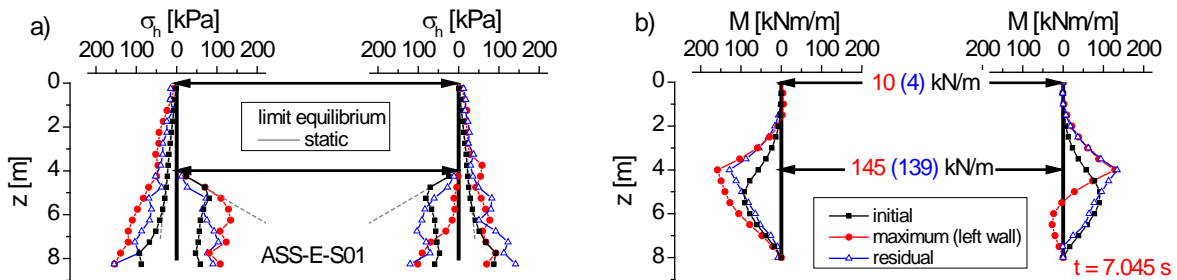 a)
σh [kPa]
σh [kPa]
200 100 0 100 200
200 100 0 100 200
z [m]
0
2
4
6
8
limit equilibrium
static
ASS-E-S01
b)
M [kNm/m]
M [kNm/m]
200 100 0 100 200
200 100 0 100 200
z [m]
0
2
4
6
8
10 (4) kN/m
145 (139) kN/m
initial
maximum (left wall)
residual
t = 7.045 s